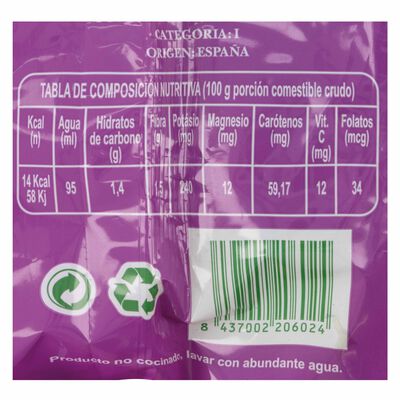 CATEGORIA: I
ORIGEN: ESPAÑA
TABLA DE COMPOSICION NUTRITIVA (100 g porción comestible crudo)
Kcal (n) Agua (ml) Hidratos de carbono (g) Fibra (g) Potasio (mg) Magnesio (mg) Carótenos (mg) Vit. C (mg) Folatos (mcg)
14 Kcal 58 Kj 95 1,4 1,5 240 12 59,17 12 34
8 437002 206024
Producto no cocinado, lavar con abundante agua.